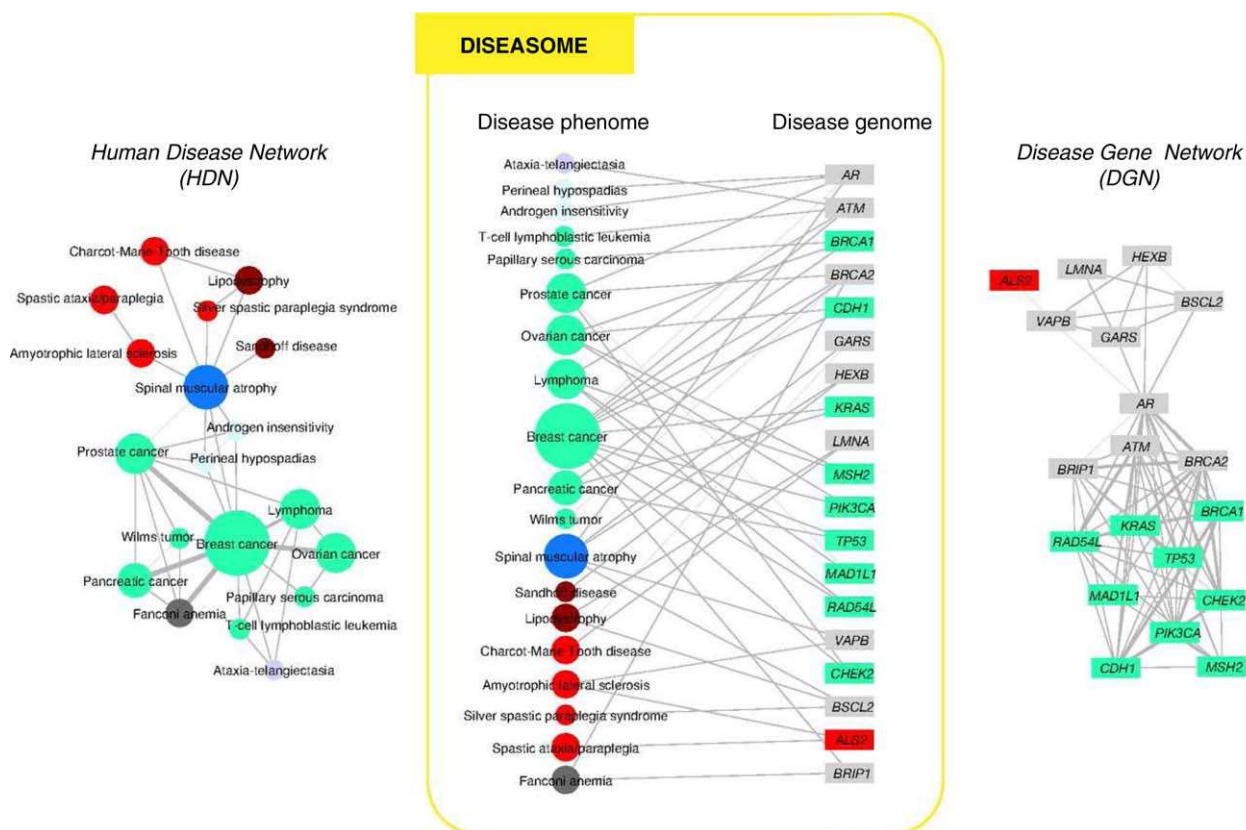 DISEASOME
Human Disease Network
(HDN)
Charcot-Marie-Tooth disease
Lipodystrophy
Spastic ataxia/paraplegia
Silver spastic paraplegia syndrome
Amyotrophic lateral sclerosis
Sandhoff disease
Spinal muscular atrophy
Androgen insensitivity
Prostate cancer
Perineal hypospadias
Lymphoma
Wilms tumor
Breast cancer
Ovarian cancer
Pancreatic cancer
Papillary serous carcinoma
Fanconi anemia
T-cell lymphoblastic leukemia
Ataxia-telangiectasia
Disease phenome
Ataxia-telangiectasia
Perineal hypospadias
Androgen insensitivity
T-cell lymphoblastic leukemia
Papillary serous carcinoma
Prostate cancer
Ovarian cancer
Lymphoma
Breast cancer
Pancreatic cancer
Wilms tumor
Spinal muscular atrophy
Sandhoff disease
Lipodystrophy
Charcot-Marie-Tooth disease
Amyotrophic lateral sclerosis
Silver spastic paraplegia syndrome
Spastic ataxia/paraplegia
Fanconi anemia
Disease genome
AR
ATM
BRCA1
BRCA2
CDH1
GARS
HEXB
KRAS
LMNA
MSH2
PIK3CA
TP53
MAD1L1
RAD54L
VAPB
CHEK2
BSCL2
ALS2
BRIP1
Disease Gene Network
(DGN)
HEXB
LMNA
ALS2
BSCL2
VAPB
GARS
AR
ATM
BRIP1
BRCA2
BRCA1
KRAS
RAD54L
TP53
MAD1L1
CHEK2
PIK3CA
CDH1
MSH2